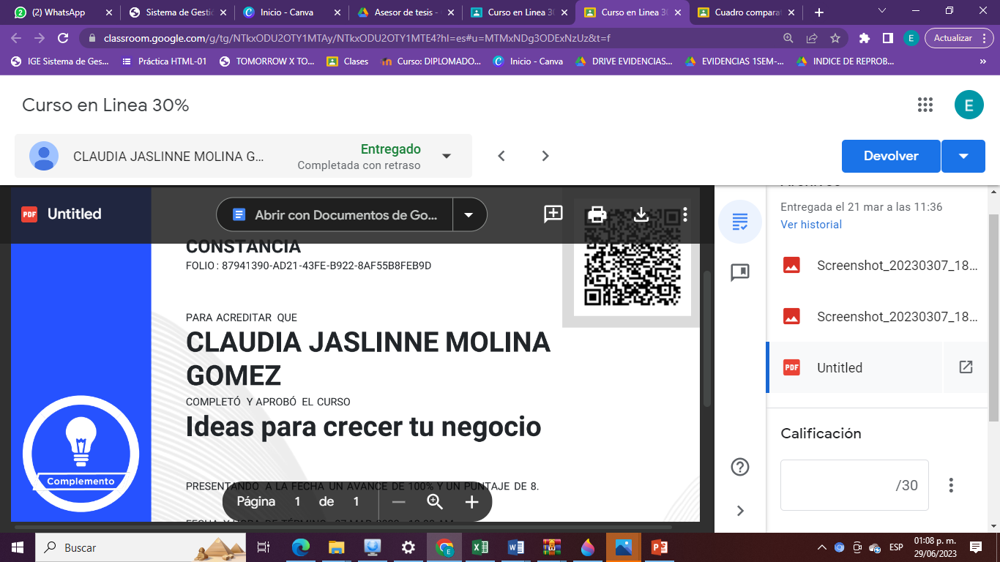 (2) WhatsApp
Sistema de Gesti
Inicio - Canva
Asesor de tesis -
Curso en Linea 30
Curso en Linea 30
Cuadro comparat
classroom.google.com/g/tg/NTkxODU2OTY1MTAy/NTkxODU2OTY1MTE4?hl=es#u=MTMxNDg3ODExNzUz&t=f
E
Actualizar
IGE Sistema de Ges...
Práctica HTML-01
TOMORROW X TO...
Clases
Curso: DIPLOMADO...
Inicio - Canva
DRIVE EVIDENCIAS...
EVIDENCIAS 1SEM-...
INDICE DE REPROB...
»
Curso en Linea 30%
E
CLAUDIA JASLINNE MOLINA G...
Entregado
Completada con retraso
Devolver
PDF Untitled
Abrir con Documentos de Go...
CONSTANCIA
FOLIO : 87941390-AD21-43FE-B922-8AF55B8FEB9D
PARA ACREDITAR QUE
CLAUDIA JASLINNE MOLINA
GOMEZ
COMPLETÓ Y APROBÓ EL CURSO
Ideas para crecer tu negocio
Complemento
PRESENTANDO A LA FECHA UN AVANCE DE 100% Y UN PUNTAJE DE 8.
Página 1 de 1
Archivos
Entregada el 21 mar a las 11:36
Ver historial
Screenshot_20230307_18...
Screenshot_20230307_18...
PDF Untitled
Calificación
/30
Buscar
ESP
01:08 p. m.
29/06/2023